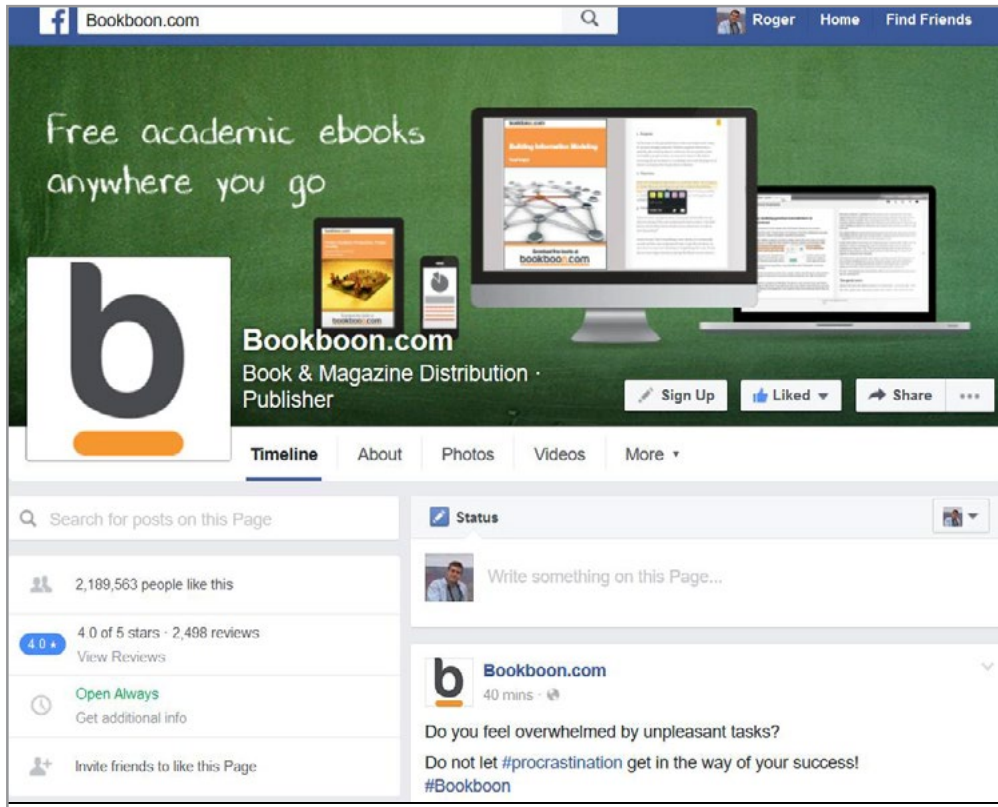 f Bookboon.com Roger Home Find Friends
Free academic ebooks
anywhere you go
bookboon.com
Building Information Modeling
bookboon.com
bookboon.com
b
Bookboon.com
Book & Magazine Distribution ·
Publisher
Sign Up Liked Share
Timeline About Photos Videos More
Search for posts on this Page
2,189,563 people like this
4.0 4.0 of 5 stars · 2,498 reviews
View Reviews
Open Always
Get additional info
Invite friends to like this Page
Status
Write something on this Page...
b
Bookboon.com
40 mins ·
Do you feel overwhelmed by unpleasant tasks?
Do not let #procrastination get in the way of your success!
#Bookboon